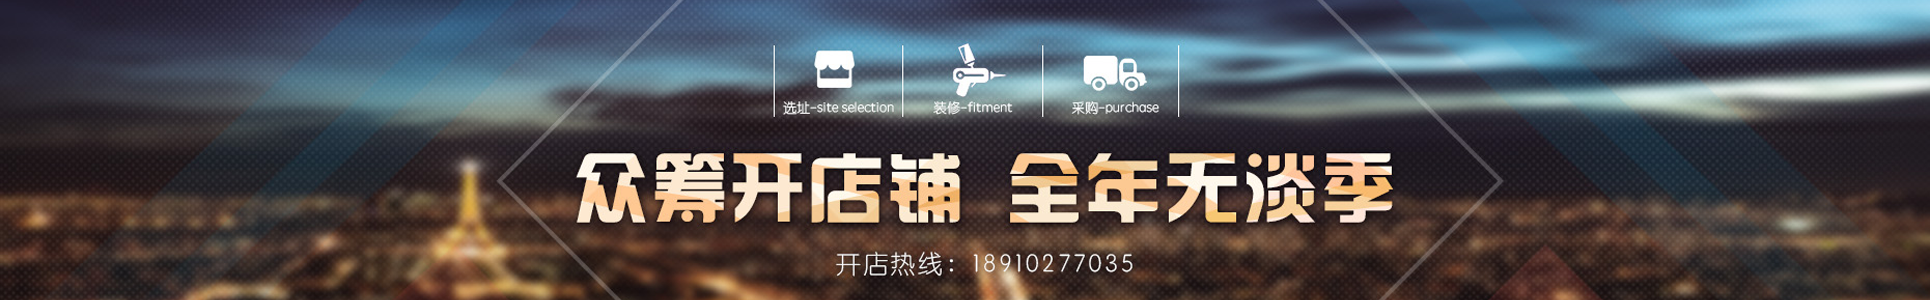 选址-site selection
装修-fitment
采购-purchase
众筹开店铺 全年无淡季
开店热线：18910277035